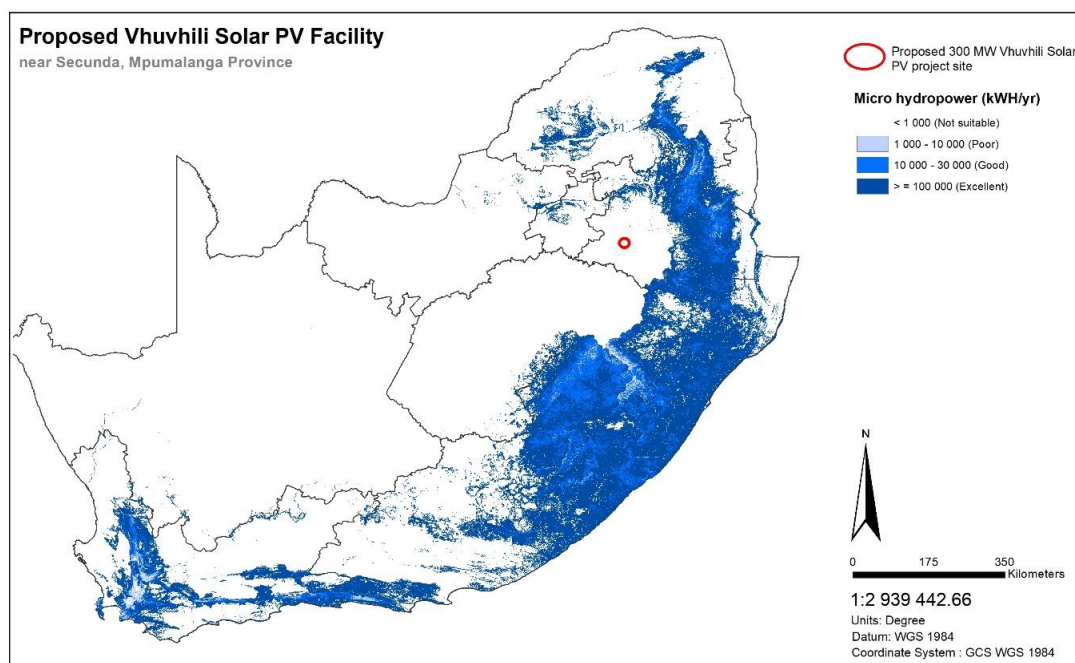 Proposed Vhuvhili Solar PV Facility
near Secunda, Mpumalanga Province
Proposed 300 MW Vhuvhili Solar
PV project site
Micro hydropower (kWH/yr)
< 1 000 (Not suitable)
1 000 - 10 000 (Poor)
10 000 - 30 000 (Good)
> = 100 000 (Excellent)
N
0 175 350
Kilometers
1:2 939 442.66
Units: Degree
Datum: WGS 1984
Coordinate System : GCS WGS 1984